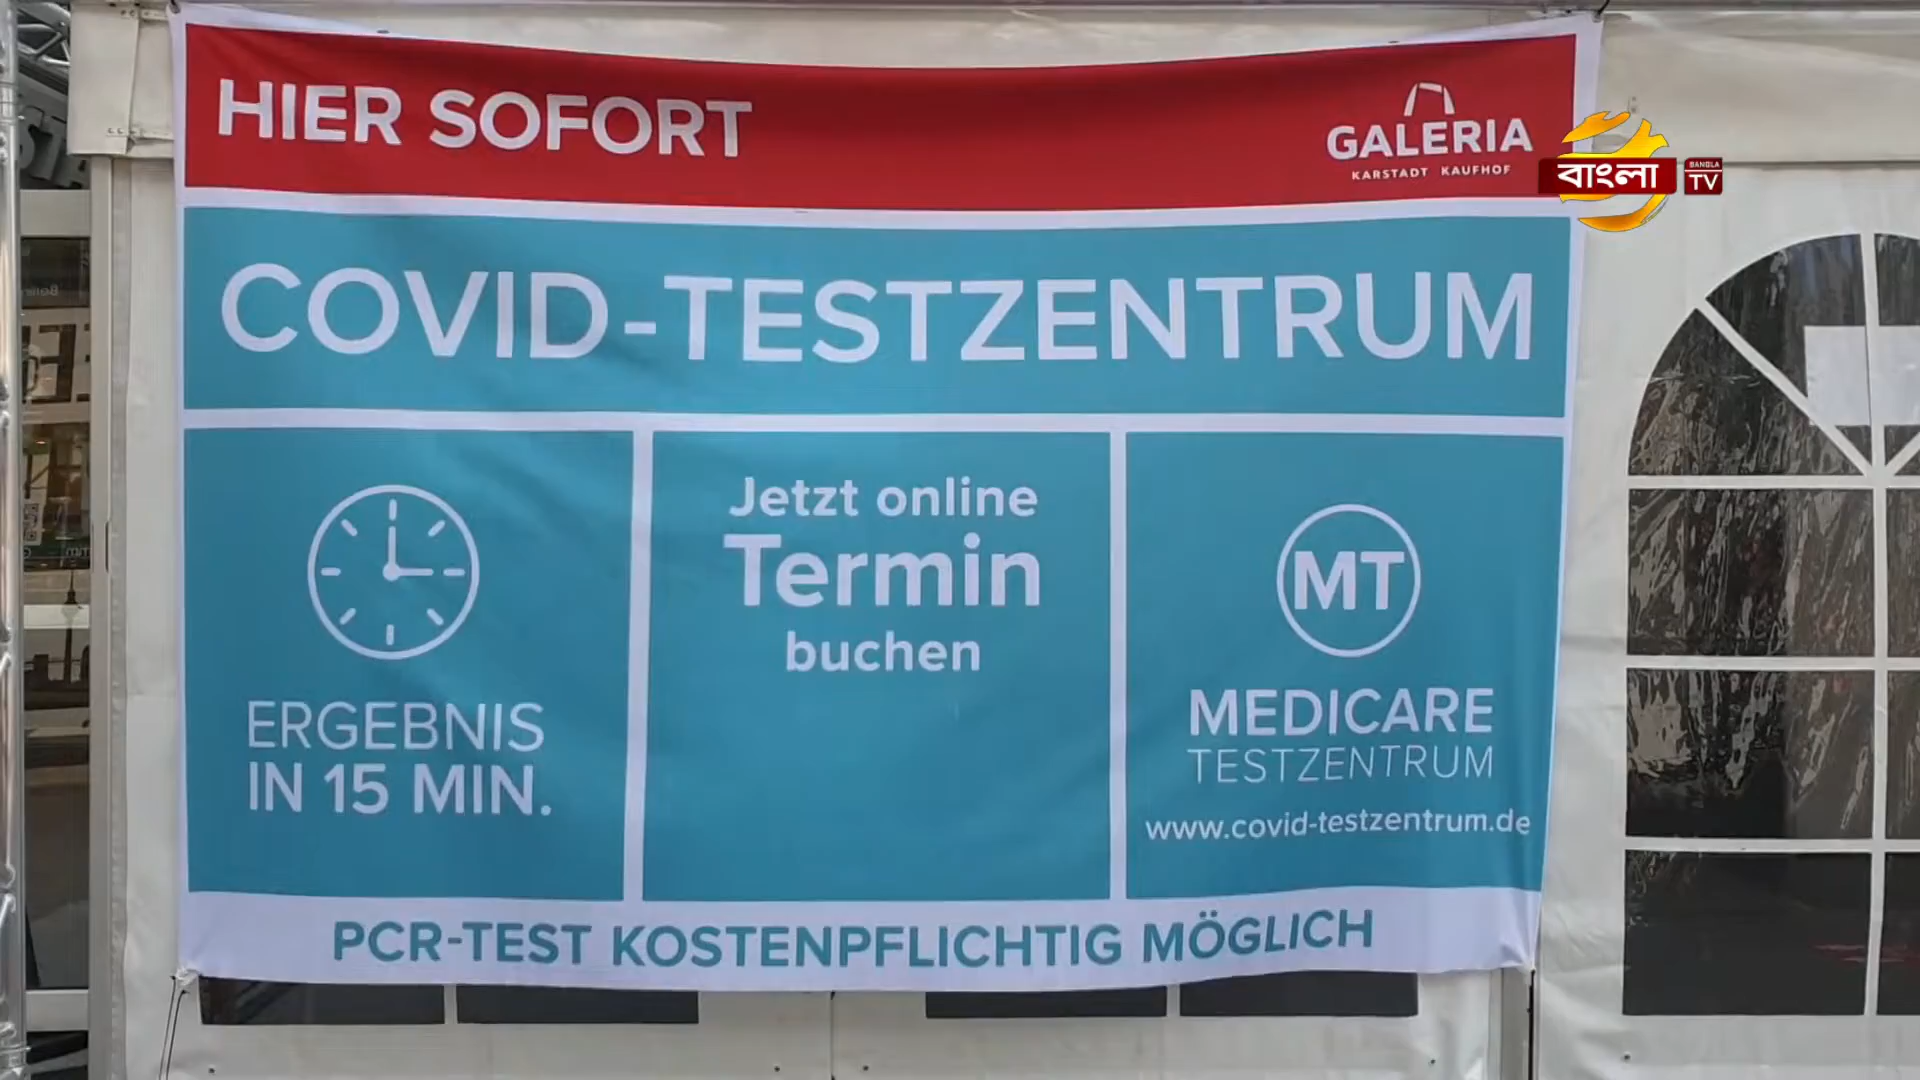 HIER SOFORT
GALERIA
KARSTADT KAUFHOF
বাংলা
BANGLA
TV
COVID-TESTZENTRUM
ERGEBNIS
IN 15 MIN.
Jetzt online
Termin
buchen
MT
MEDICARE
TESTZENTRUM
www.covid-testzentrum.de
PCR-TEST KOSTENPFLICHTIG MÖGLICH